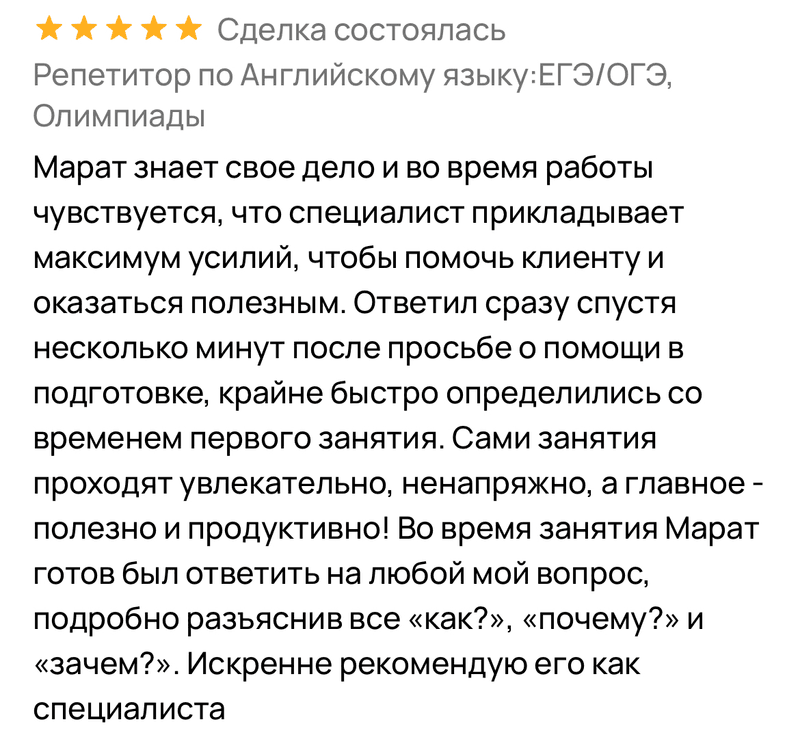 Сделка состоялась
Репетитор по Английскому языку:ЕГЭ/ОГЭ,
Олимпиады
Марат знает свое дело и во время работы
чувствуется, что специалист прикладывает
максимум усилий, чтобы помочь клиенту и
оказаться полезным. Ответил сразу спустя
несколько минут после просьбе о помощи в
подготовке, крайне быстро определились со
временем первого занятия. Сами занятия
проходят увлекательно, ненапряжно, а главное -
полезно и продуктивно! Во время занятия Марат
готов был ответить на любой мой вопрос,
подробно разъяснив все «как?», «почему?» и
«зачем?». Искренне рекомендую его как
специалиста